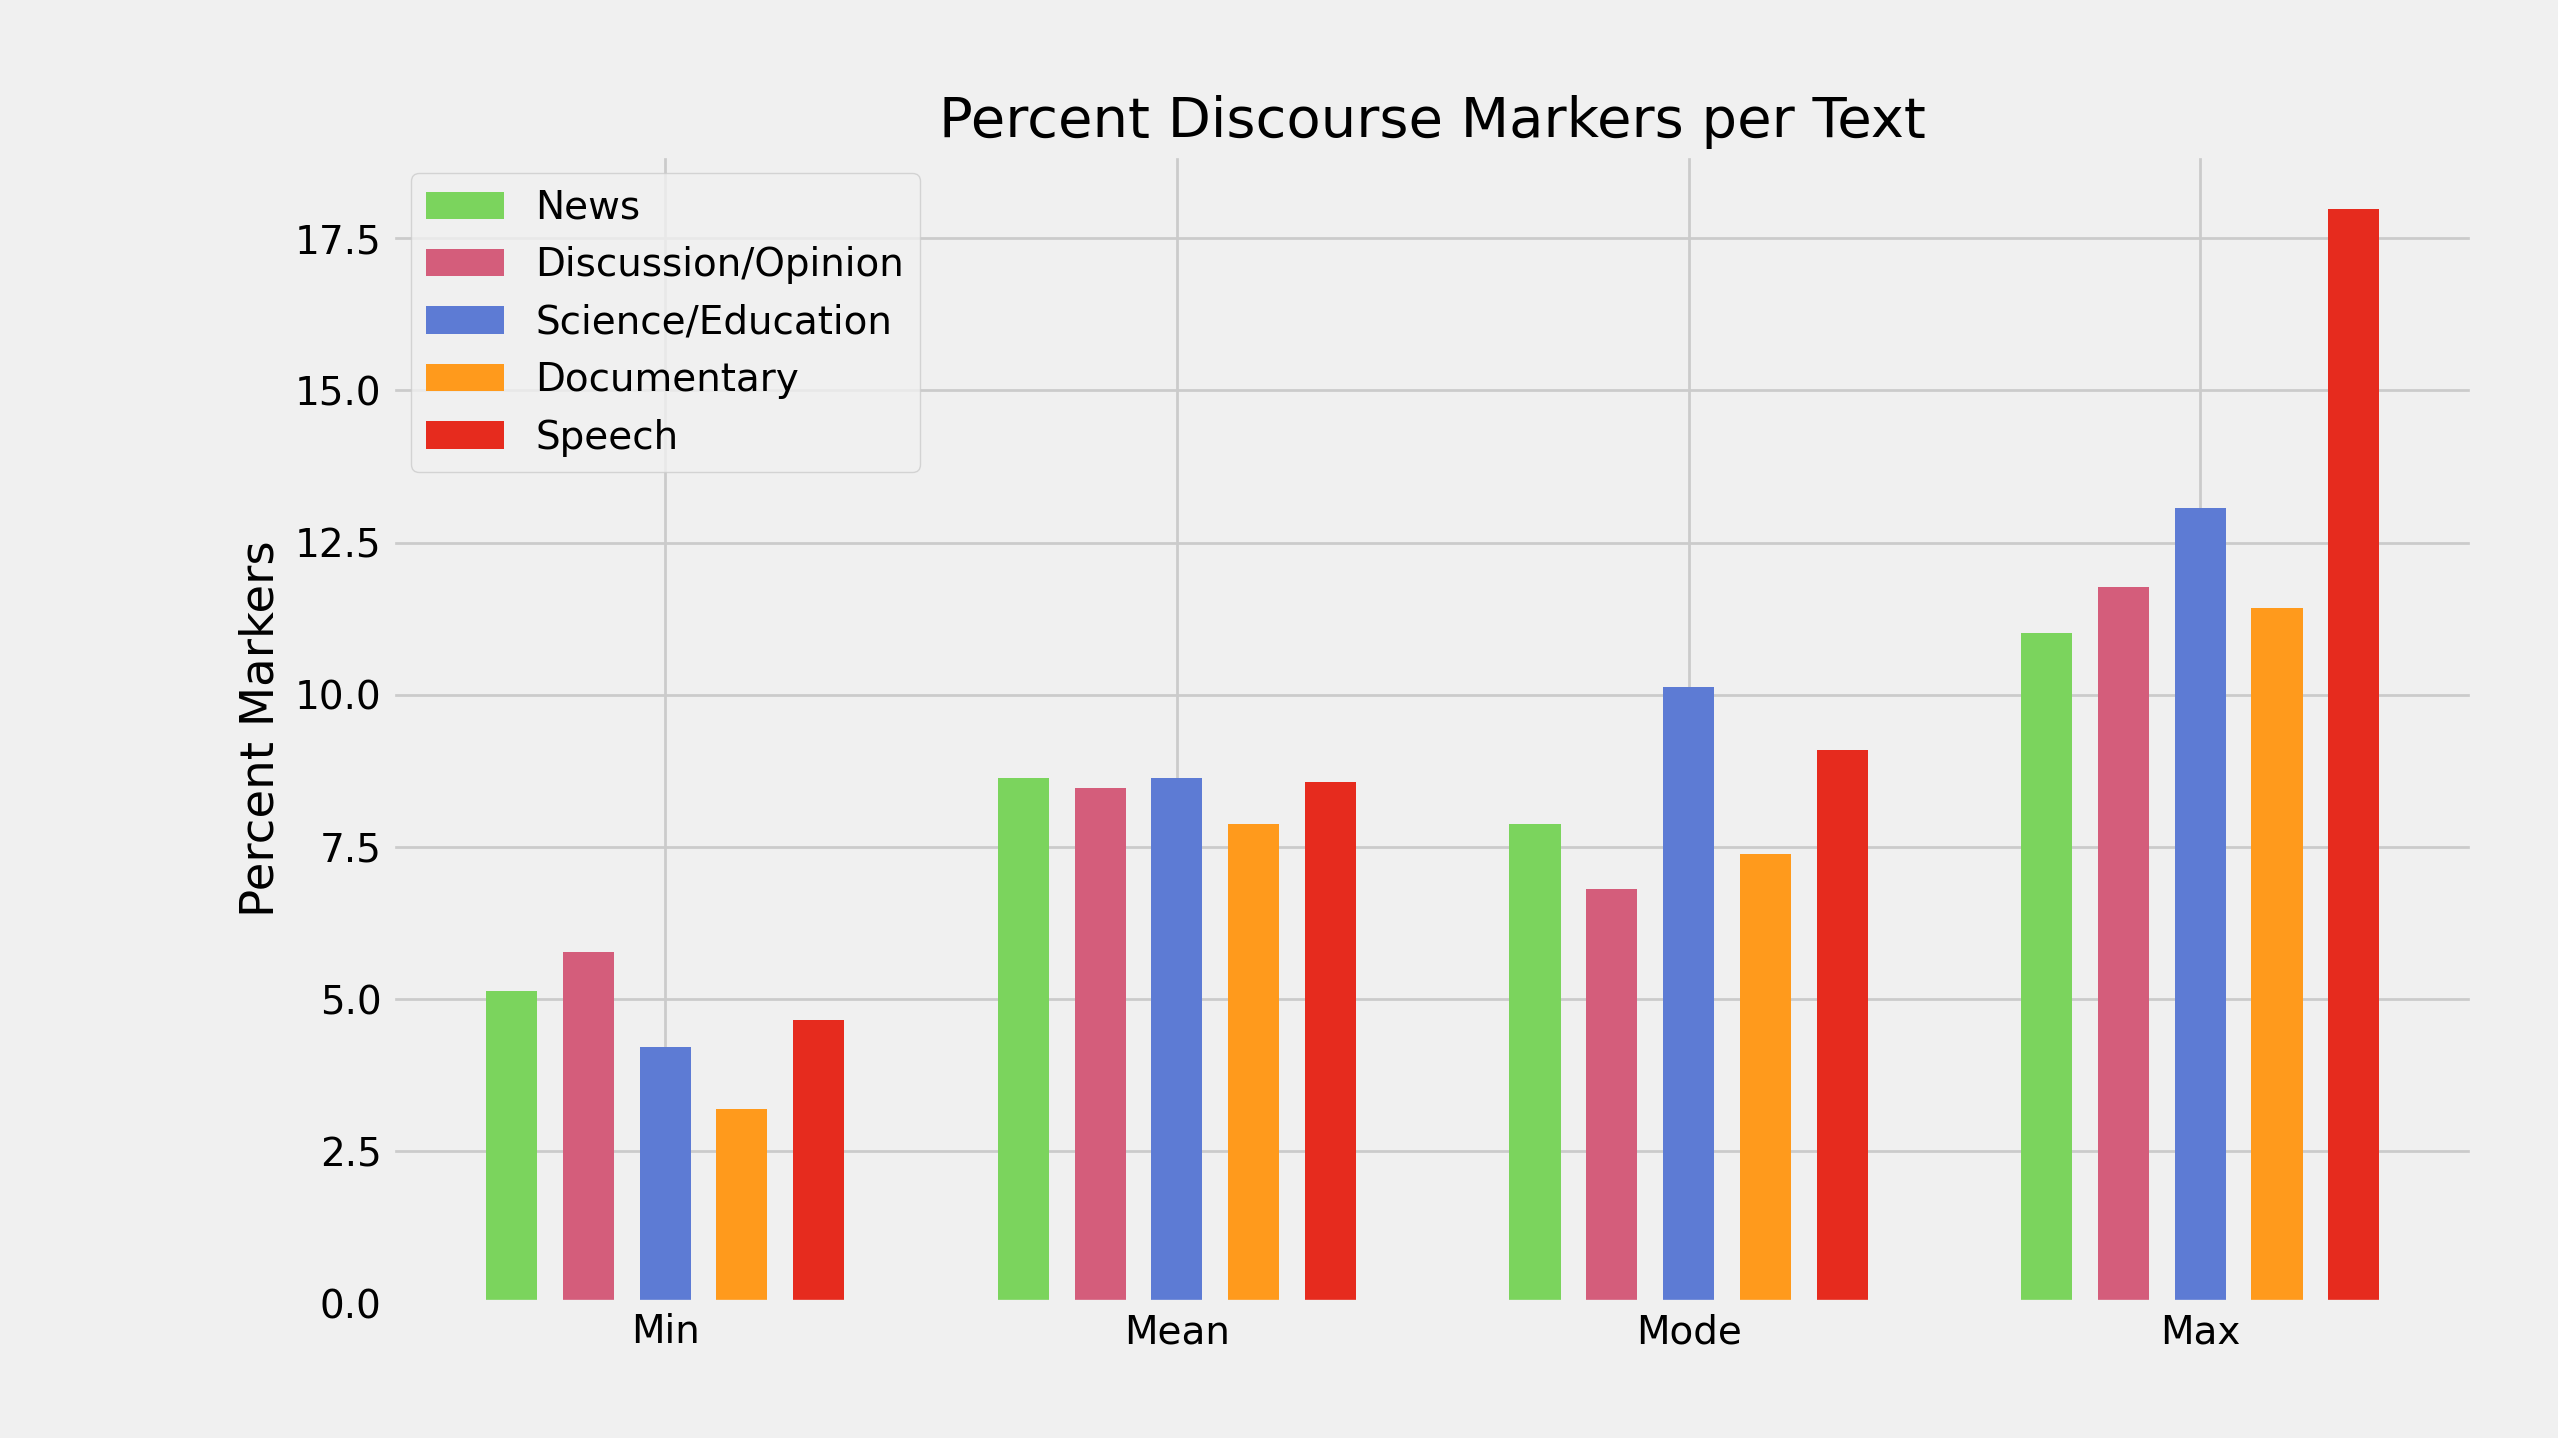 Percent Discourse Markers per Text
News
Discussion/Opinion
Science/Education
Documentary
Speech
Percent Markers
17.5
15.0
12.5
10.0
7.5
5.0
2.5
0.0
Min Mean Mode Max